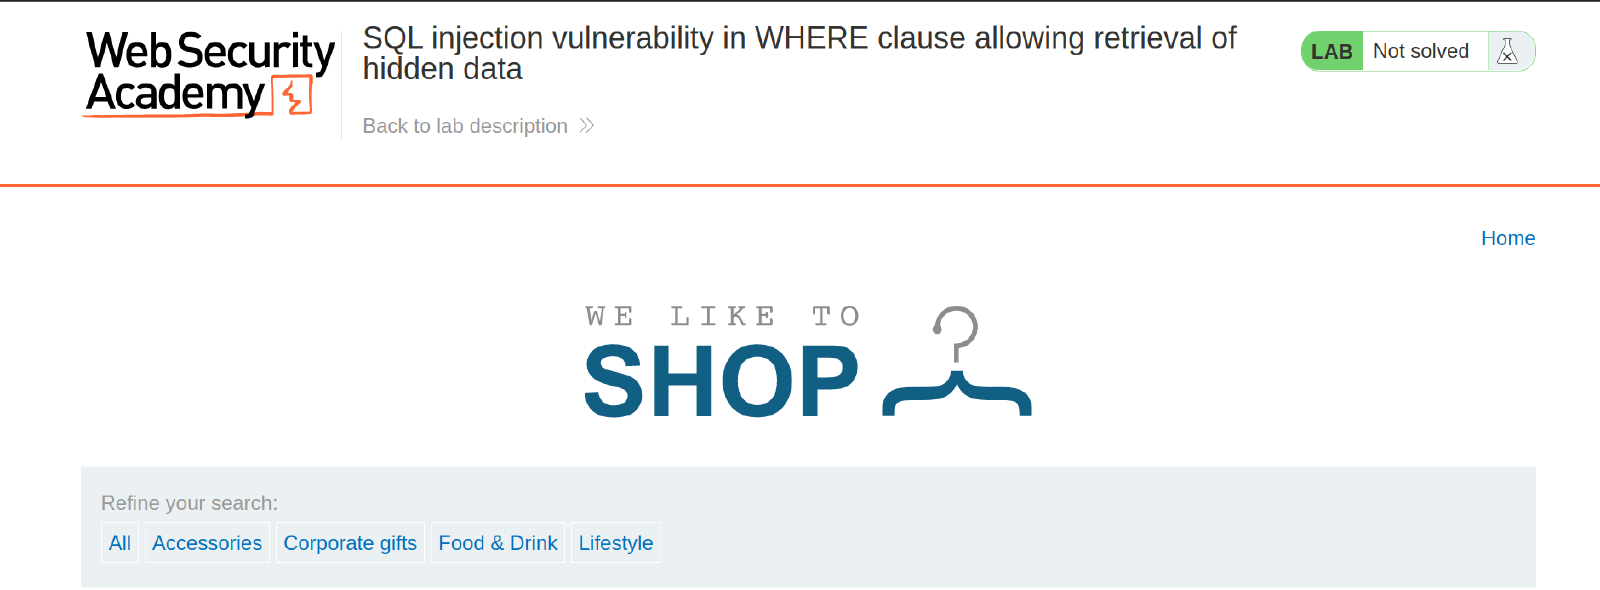 Web Security
Academy
SQL injection vulnerability in WHERE clause allowing retrieval of
hidden data
Back to lab description
LAB Not solved
Home
WE LIKE TO
SHOP
Refine your search:
All Accessories Corporate gifts Food & Drink Lifestyle